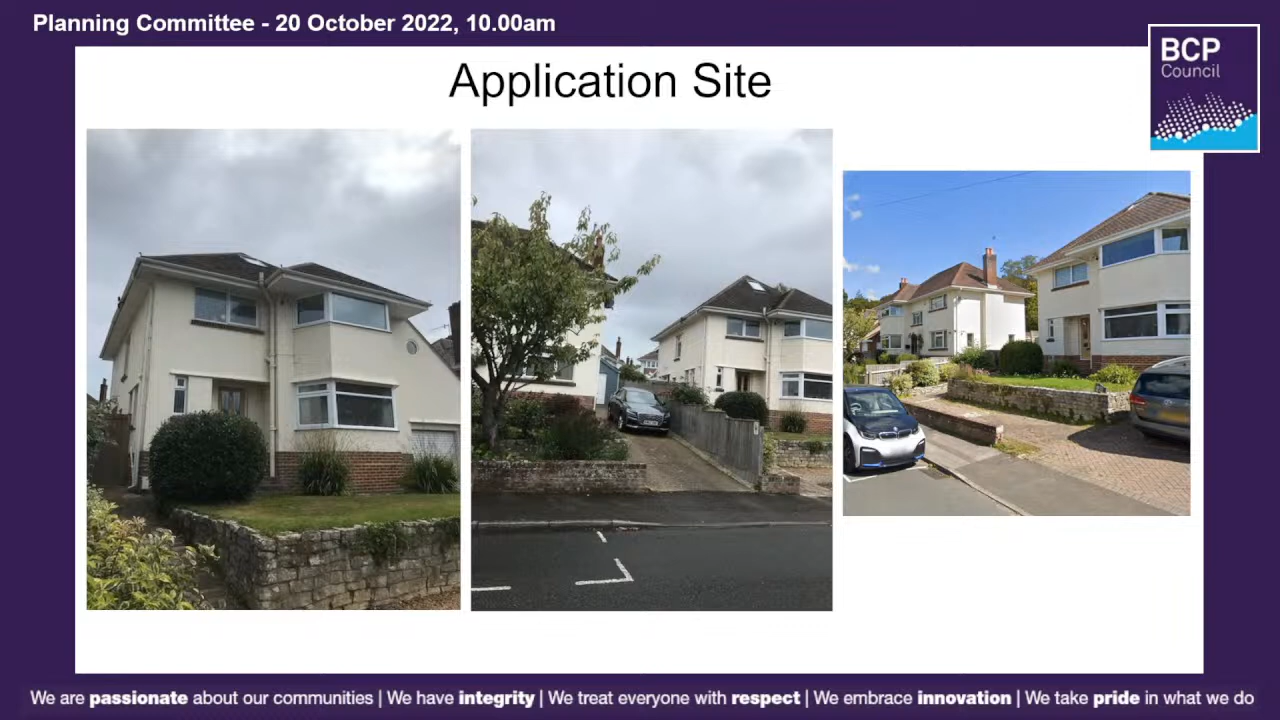 Planning Committee - 20 October 2022, 10.00am
BCP
Council
Application Site
We are passionate about our communities | We have integrity | We treat everyone with respect | We embrace innovation | We take pride in what we do